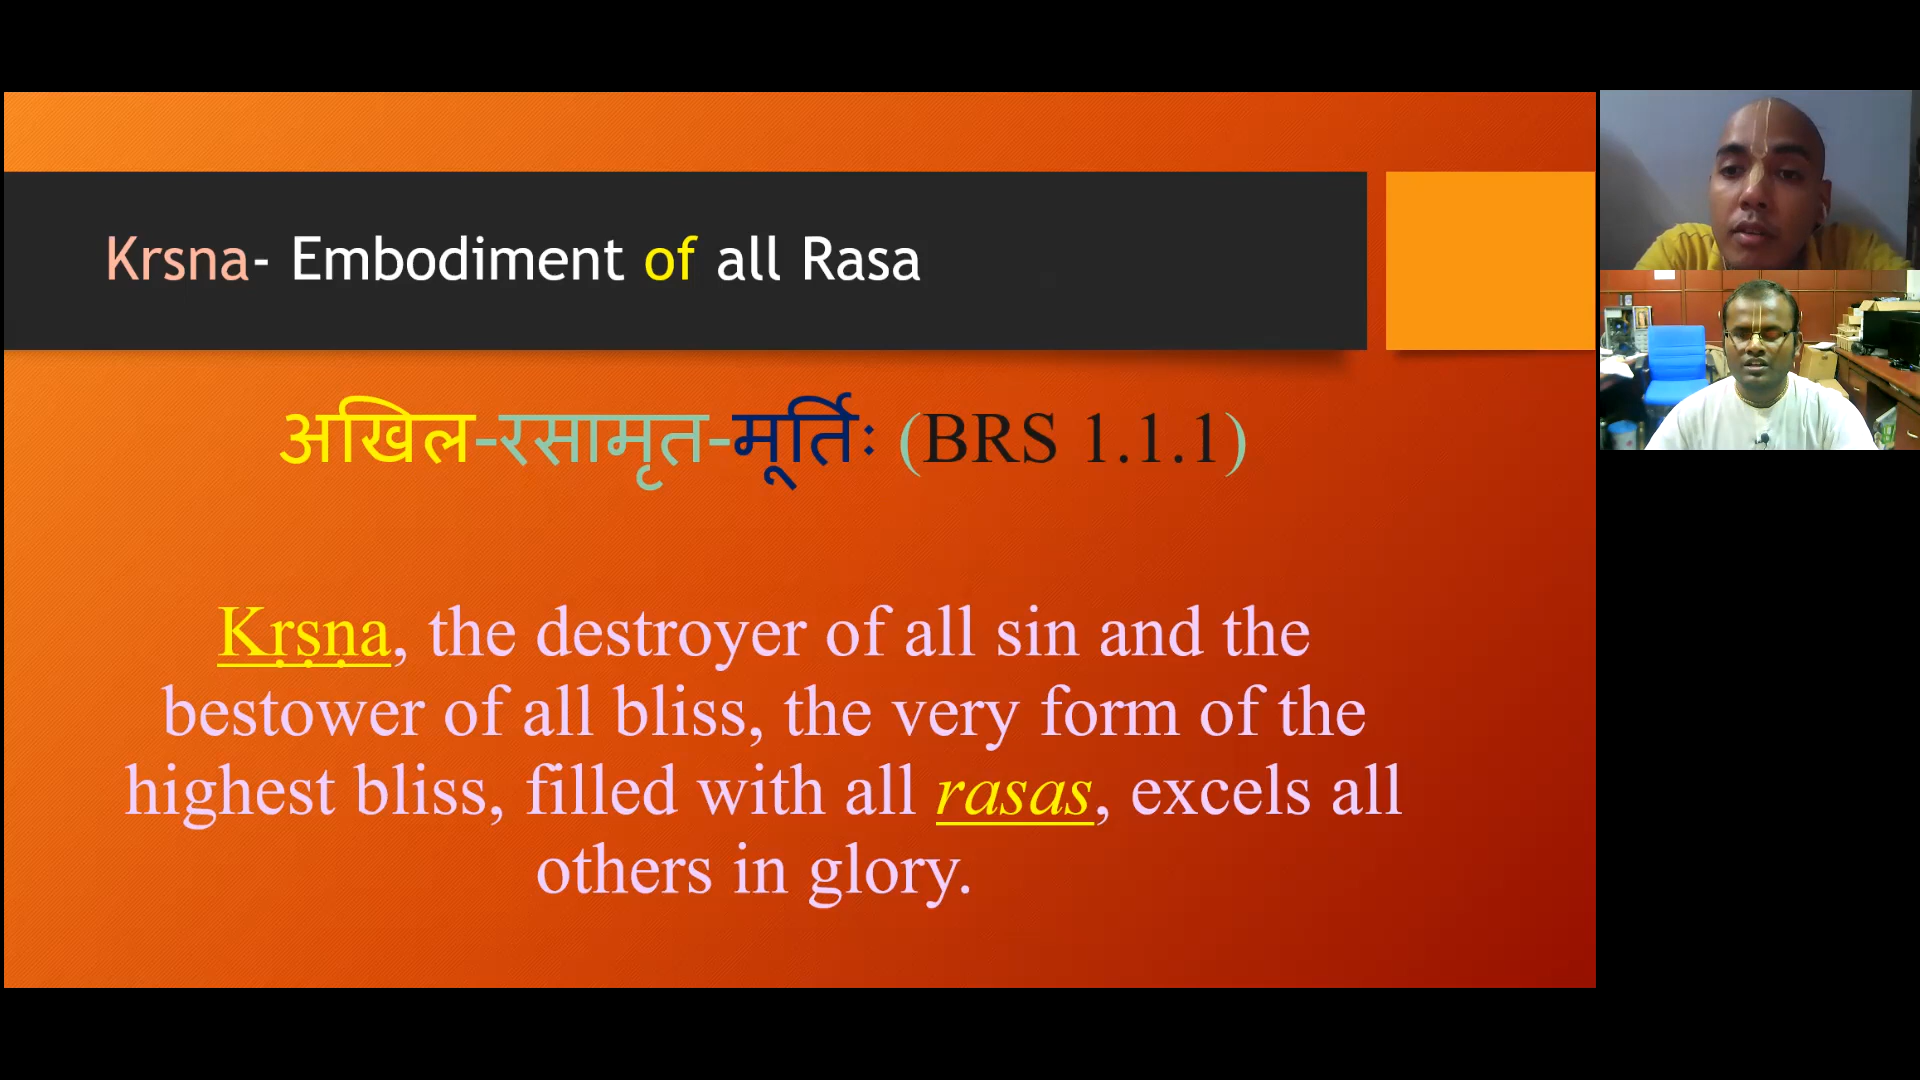 Krsna- Embodiment of all Rasa
अखिल-रसामृत-मूर्तिः (BRS 1.1.1)
Kṛṣṇa, the destroyer of all sin and the
bestower of all bliss, the very form of the
highest bliss, filled with all rasas, excels all
others in glory.